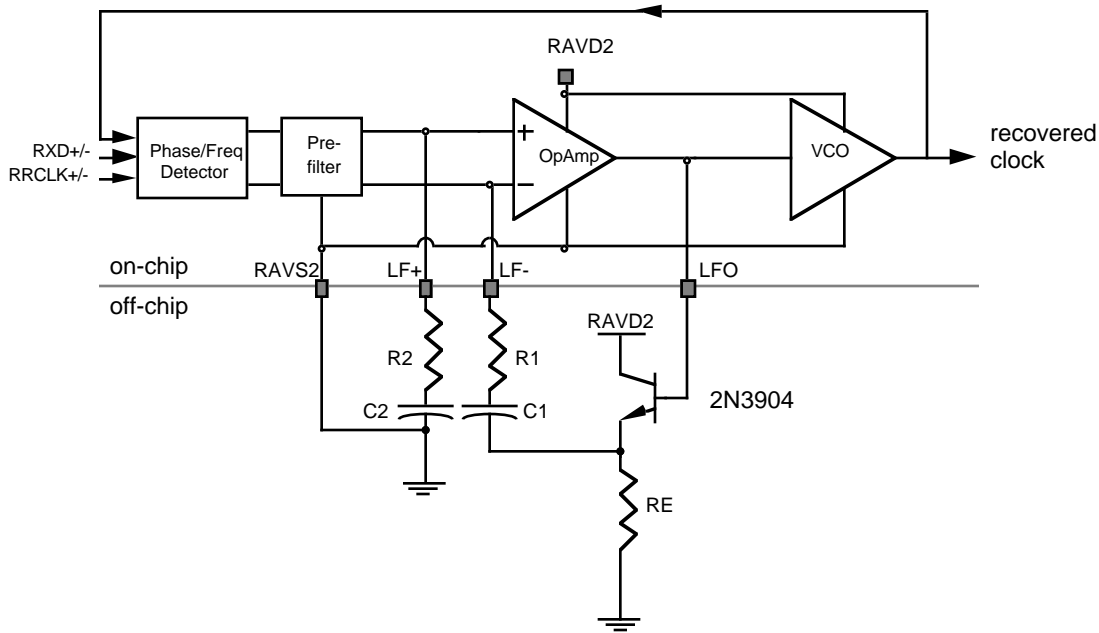 RAVD2
RXD+/-
RRCLK+/-
Phase/Freq
Detector
Pre-
filter
+
−
OpAmp
VCO
recovered
clock
on-chip
RAVS2
LF+
LF-
LFO
off-chip
RAVD2
R2
R1
2N3904
C2
C1
RE